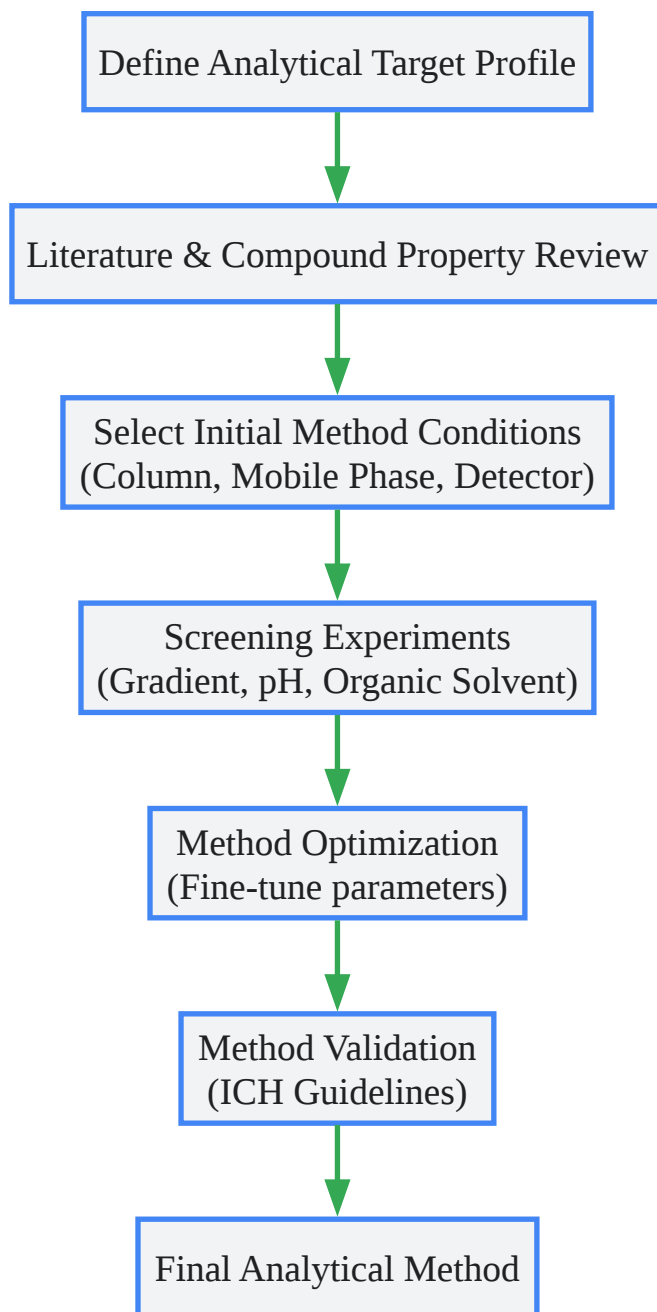 Define Analytical Target Profile
Literature & Compound Property Review
Select Initial Method Conditions
(Column, Mobile Phase, Detector)
Screening Experiments
(Gradient, pH, Organic Solvent)
Method Optimization
(Fine-tune parameters)
Method Validation
(ICH Guidelines)
Final Analytical Method